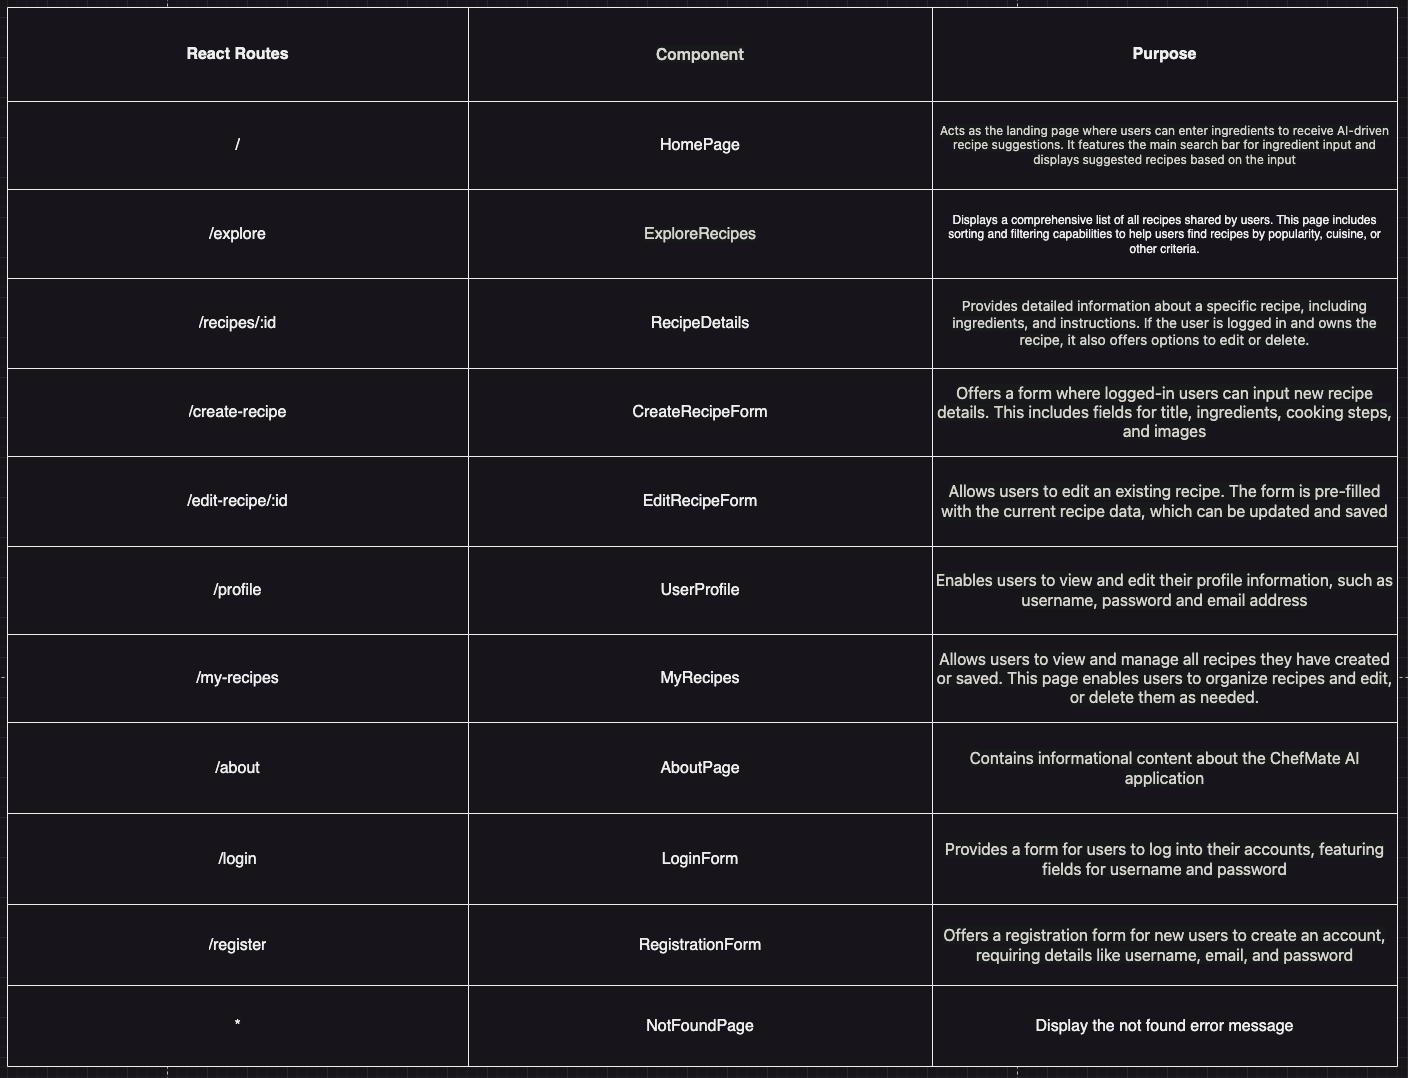 React Routes
Component
Purpose
/
HomePage
Acts as the landing page where users can enter ingredients to receive AI-driven
recipe suggestions. It features the main search bar for ingredient input and
displays suggested recipes based on the input
/explore
ExploreRecipes
Displays a comprehensive list of all recipes shared by users. This page includes
sorting and filtering capabilities to help users find recipes by popularity, cuisine, or
other criteria.
/recipes/:id
RecipeDetails
Provides detailed information about a specific recipe, including
ingredients, and instructions. If the user is logged in and owns the
recipe, it also offers options to edit or delete.
/create-recipe
CreateRecipeForm
Offers a form where logged-in users can input new recipe
details. This includes fields for title, ingredients, cooking steps,
and images
/edit-recipe/:id
EditRecipeForm
Allows users to edit an existing recipe. The form is pre-filled
with the current recipe data, which can be updated and saved
/profile
UserProfile
Enables users to view and edit their profile information, such as
username, password and email address
/my-recipes
MyRecipes
Allows users to view and manage all recipes they have created
or saved. This page enables users to organize recipes and edit,
or delete them as needed.
/about
AboutPage
Contains informational content about the ChefMate AI
application
/login
LoginForm
Provides a form for users to log into their accounts, featuring
fields for username and password
/register
RegistrationForm
Offers a registration form for new users to create an account,
requiring details like username, email, and password
*
NotFoundPage
Display the not found error message